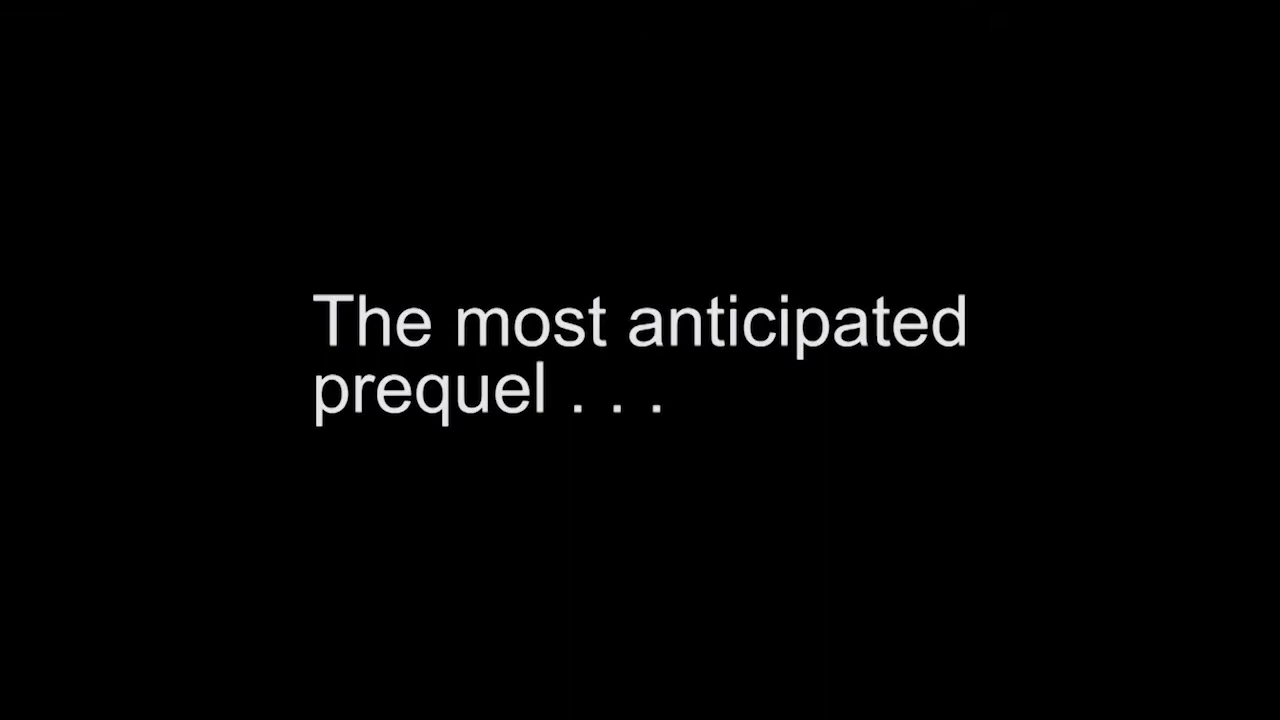 The most anticipated
prequel . . .